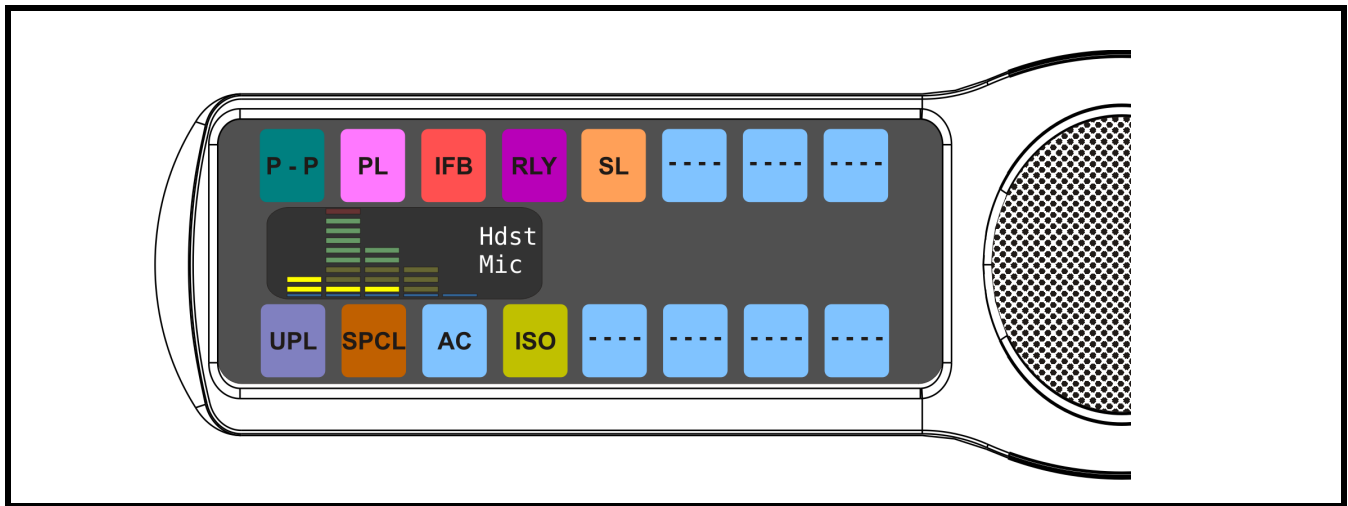 P - P PL IFB RLY SL - - - - - - - - - - - -
Hdst
Mic
UPL SPCL AC ISO - - - - - - - - - - - - - - - -